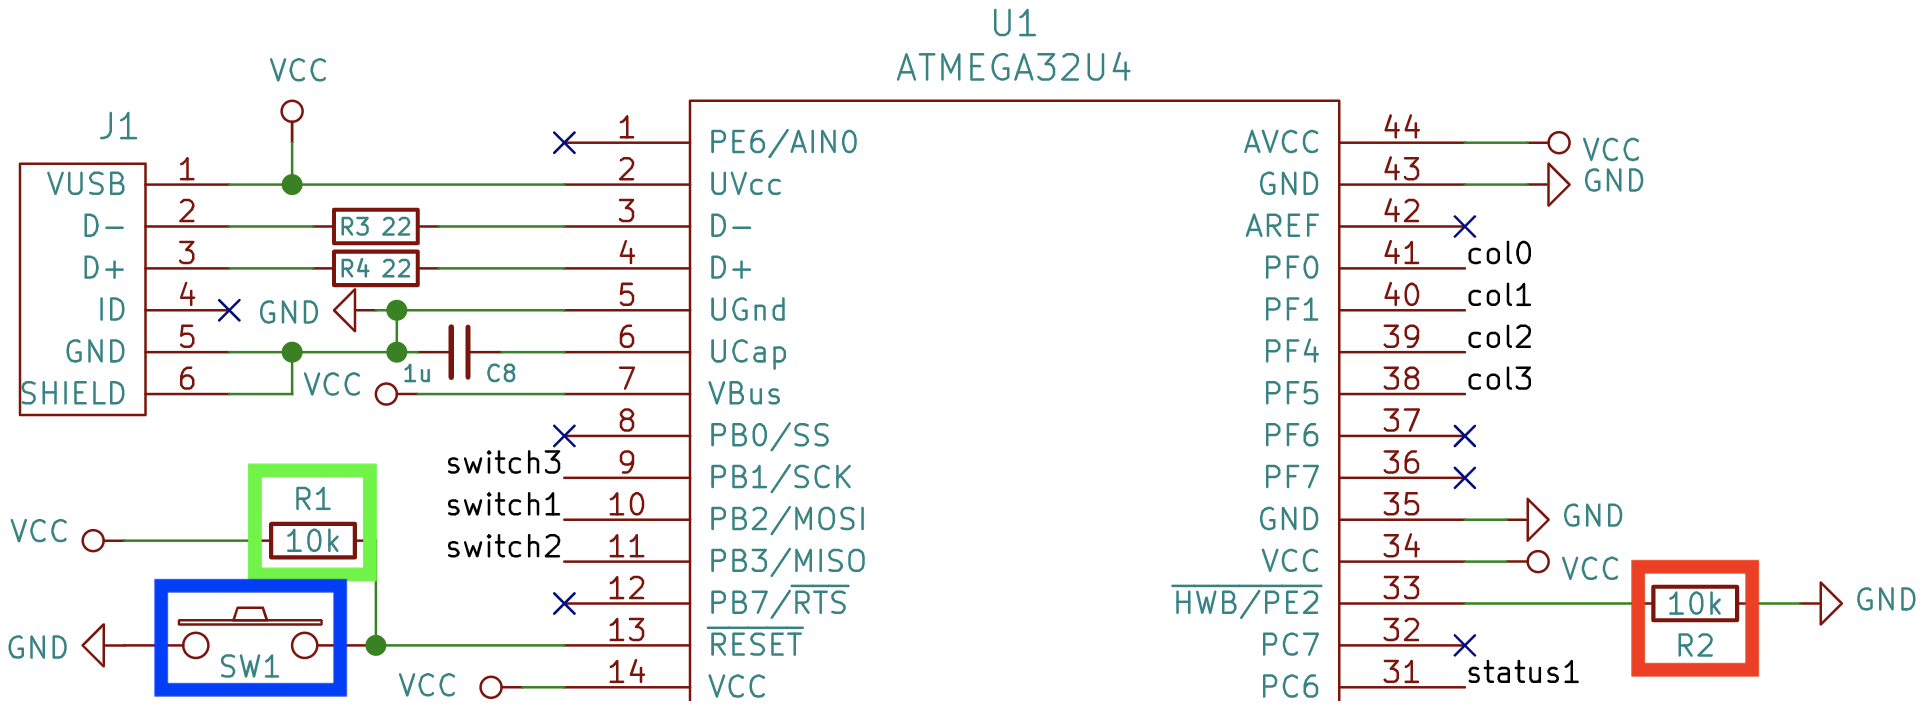 U1
ATMEGA32U4
VCC
J1
VUSB 1
D- 2
D+ 3
ID 4
GND 5
SHIELD 6
R3 22
R4 22
GND
1u C8
VCC
switch3
switch1
switch2
R1
VCC 10k
GND SW1
VCC
1 PE6/AIN0
2 UVcc
3 D-
4 D+
5 UGnd
6 UCap
7 VBus
8 PB0/SS
9 PB1/SCK
10 PB2/MOSI
11 PB3/MISO
12 PB7/RTS
13 RESET
14 VCC
AVCC 44 VCC
GND 43 GND
AREF 42
PF0 41 col0
PF1 40 col1
PF4 39 col2
PF5 38 col3
PF6 37
PF7 36
GND 35 GND
VCC 34 VCC
HWB/PE2 33 10k GND
PC7 32 R2
PC6 31 status1